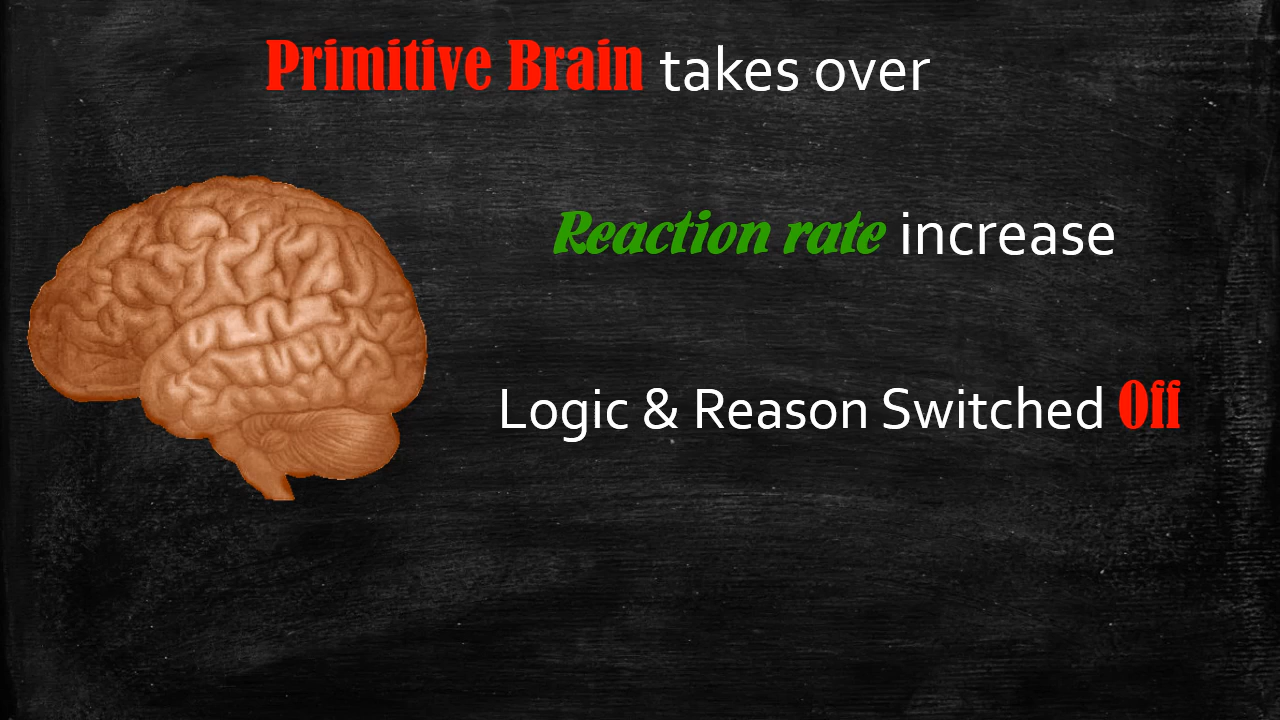 Primitive Brain takes over
Reaction rate increase
Logic & Reason Switched Off